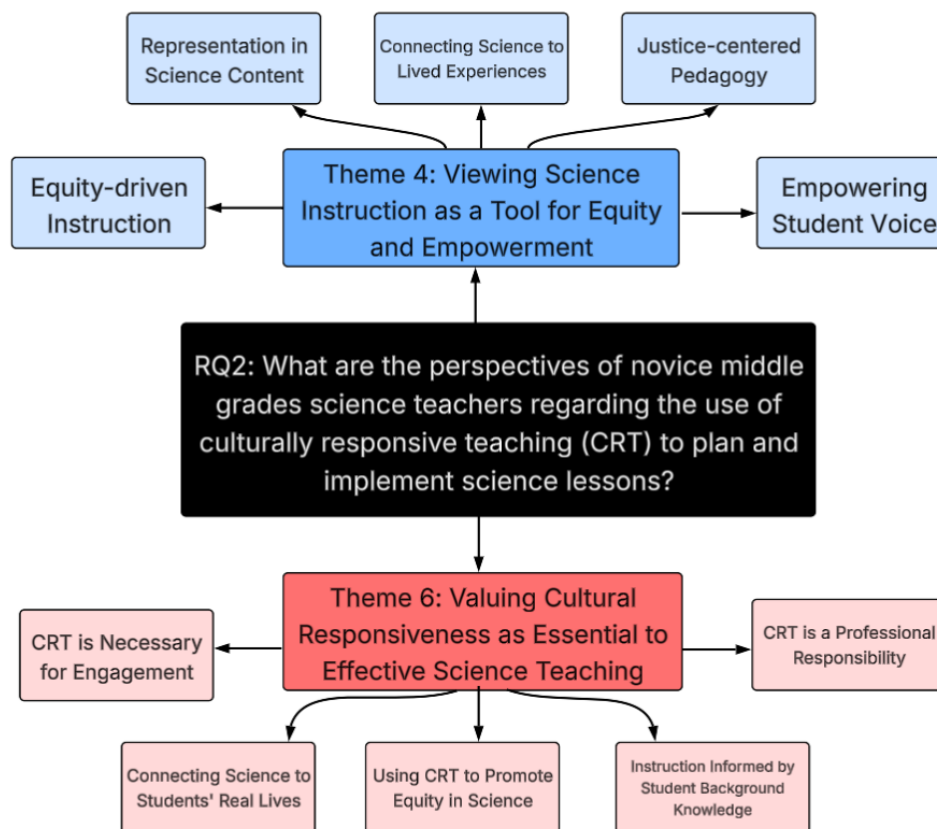 Representation in
Science Content
Connecting Science to
Lived Experiences
Justice-centered
Pedagogy
Equity-driven
Instruction
Theme 4: Viewing Science
Instruction as a Tool for Equity
and Empowerment
Empowering
Student Voice
RQ2: What are the perspectives of novice middle
grades science teachers regarding the use of
culturally responsive teaching (CRT) to plan and
implement science lessons?
Theme 6: Valuing Cultural
Responsiveness as Essential to
Effective Science Teaching
CRT is Necessary
for Engagement
CRT is a Professional
Responsibility
Connecting Science to
Students' Real Lives
Using CRT to Promote
Equity in Science
Instruction Informed by
Student Background
Knowledge